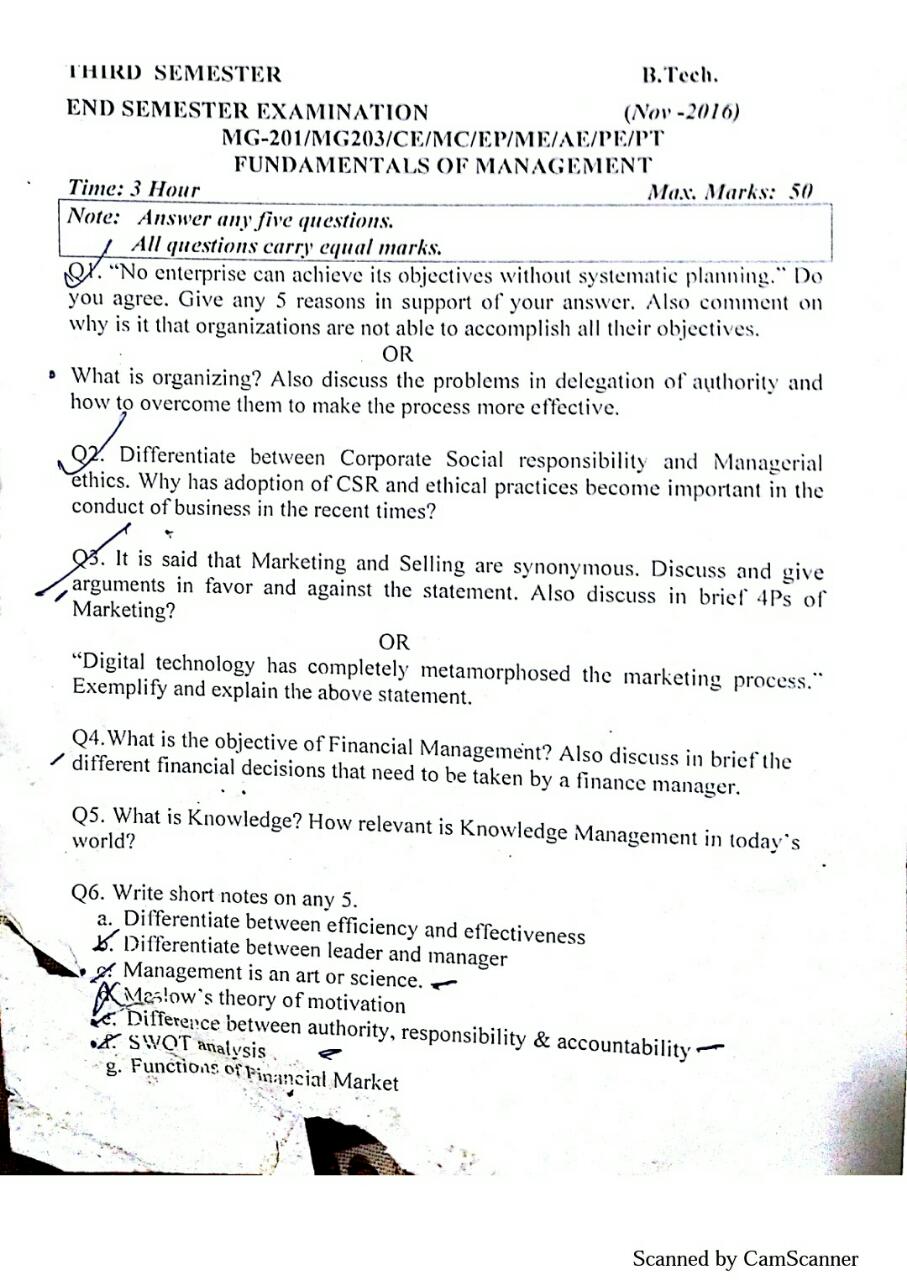 THIRD SEMESTER B.Tech.
END SEMESTER EXAMINATION (Nov -2016)
MG-201/MG203/CE/MC/EP/ME/AE/PE/PT
FUNDAMENTALS OF MANAGEMENT
Time: 3 Hour Max. Marks: 50
Note: Answer any five questions.
All questions carry equal marks.
Q1. “No enterprise can achieve its objectives without systematic planning.” Do
you agree. Give any 5 reasons in support of your answer. Also comment on
why is it that organizations are not able to accomplish all their objectives.
OR
What is organizing? Also discuss the problems in delegation of authority and
how to overcome them to make the process more effective.
Q2. Differentiate between Corporate Social responsibility and Managerial
ethics. Why has adoption of CSR and ethical practices become important in the
conduct of business in the recent times?
Q3. It is said that Marketing and Selling are synonymous. Discuss and give
arguments in favor and against the statement. Also discuss in brief 4Ps of
Marketing?
OR
“Digital technology has completely metamorphosed the marketing process.”
Exemplify and explain the above statement.
Q4.What is the objective of Financial Management? Also discuss in brief the
different financial decisions that need to be taken by a finance manager.
Q5. What is Knowledge? How relevant is Knowledge Management in today's
world?
Q6. Write short notes on any 5.
a. Differentiate between efficiency and effectiveness
b. Differentiate between leader and manager
c. Management is an art or science.
d. Maslow's theory of motivation
e. Difference between authority, responsibility & accountability
f. SWOT analysis
g. Functions of Financial Market
Scanned by CamScanner